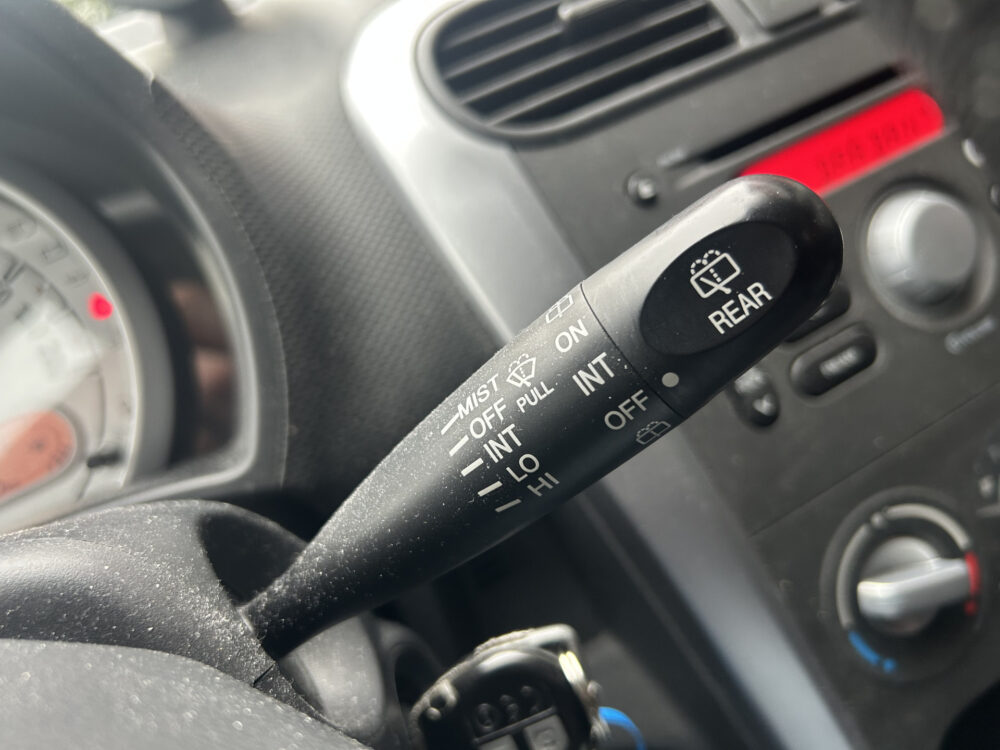 REAR
ON
INT
OFF
PULL
MIST
OFF
INT
LO
HI